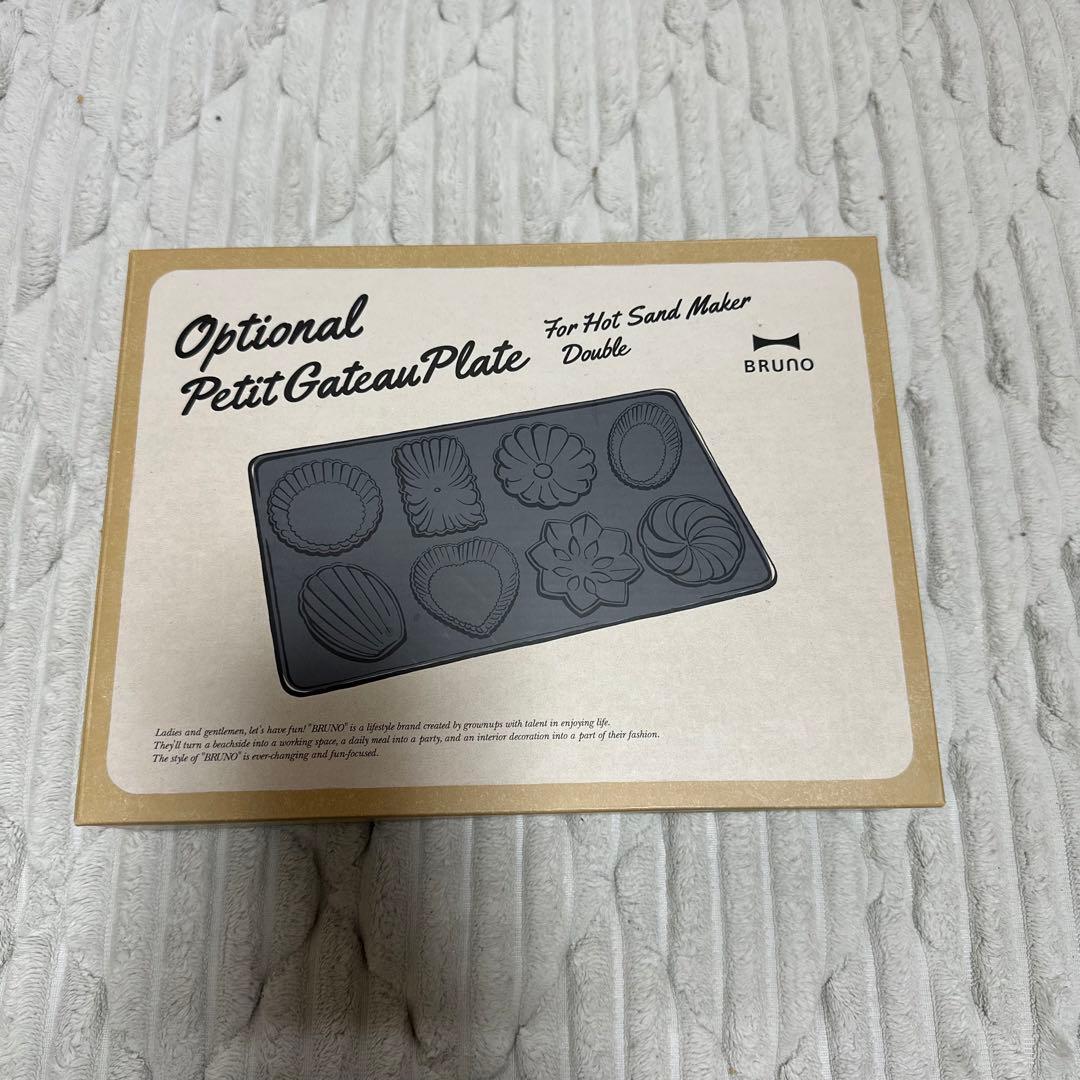 Optional
Petit Gateau Plate
For Hot Sand Maker
Double
BRUNO
Ladies and gentlemen, let's have fun! "BRUNO" is a lifestyle brand created by grownups with talent in enjoying life.
They'll turn a beachside into a working space, a daily meal into a party, and an interior decoration into a part of their fashion.
The style of "BRUNO" is ever-changing and fun-focused.